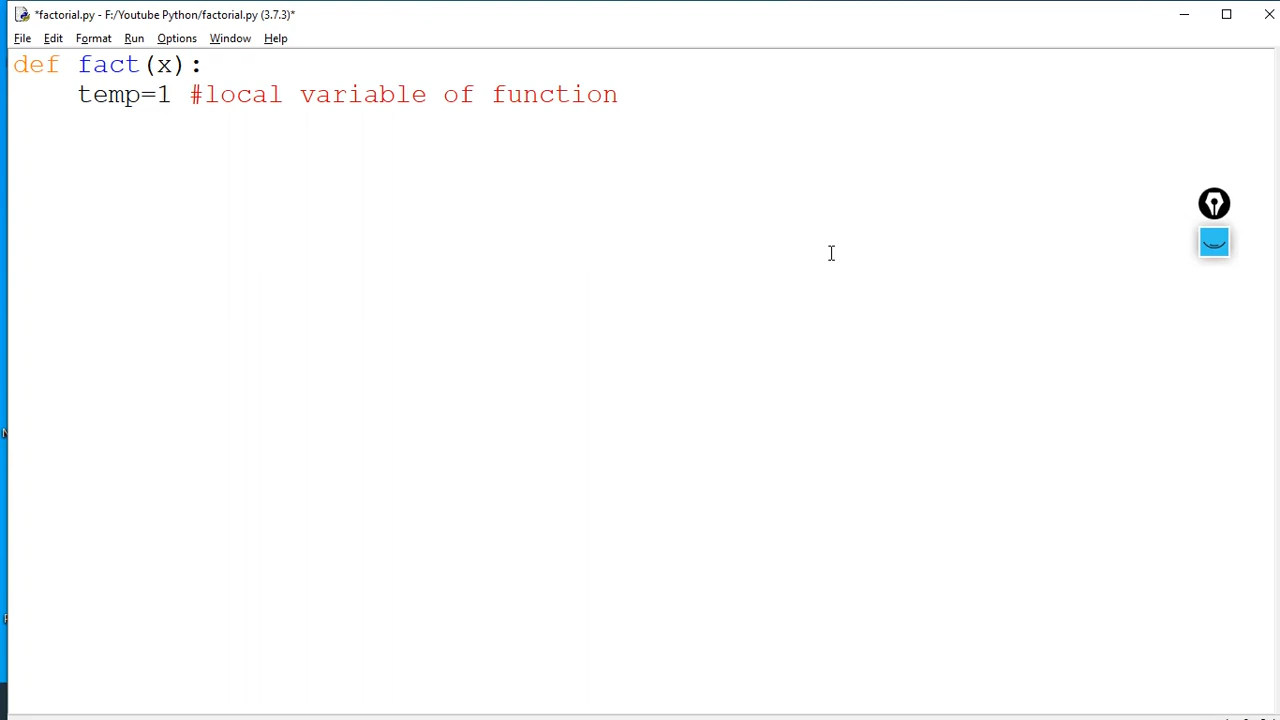 *factorial.py - F:/Youtube Python/factorial.py (3.7.3)*
File Edit Format Run Options Window Help
def fact(x):
    temp=1 #local variable of function